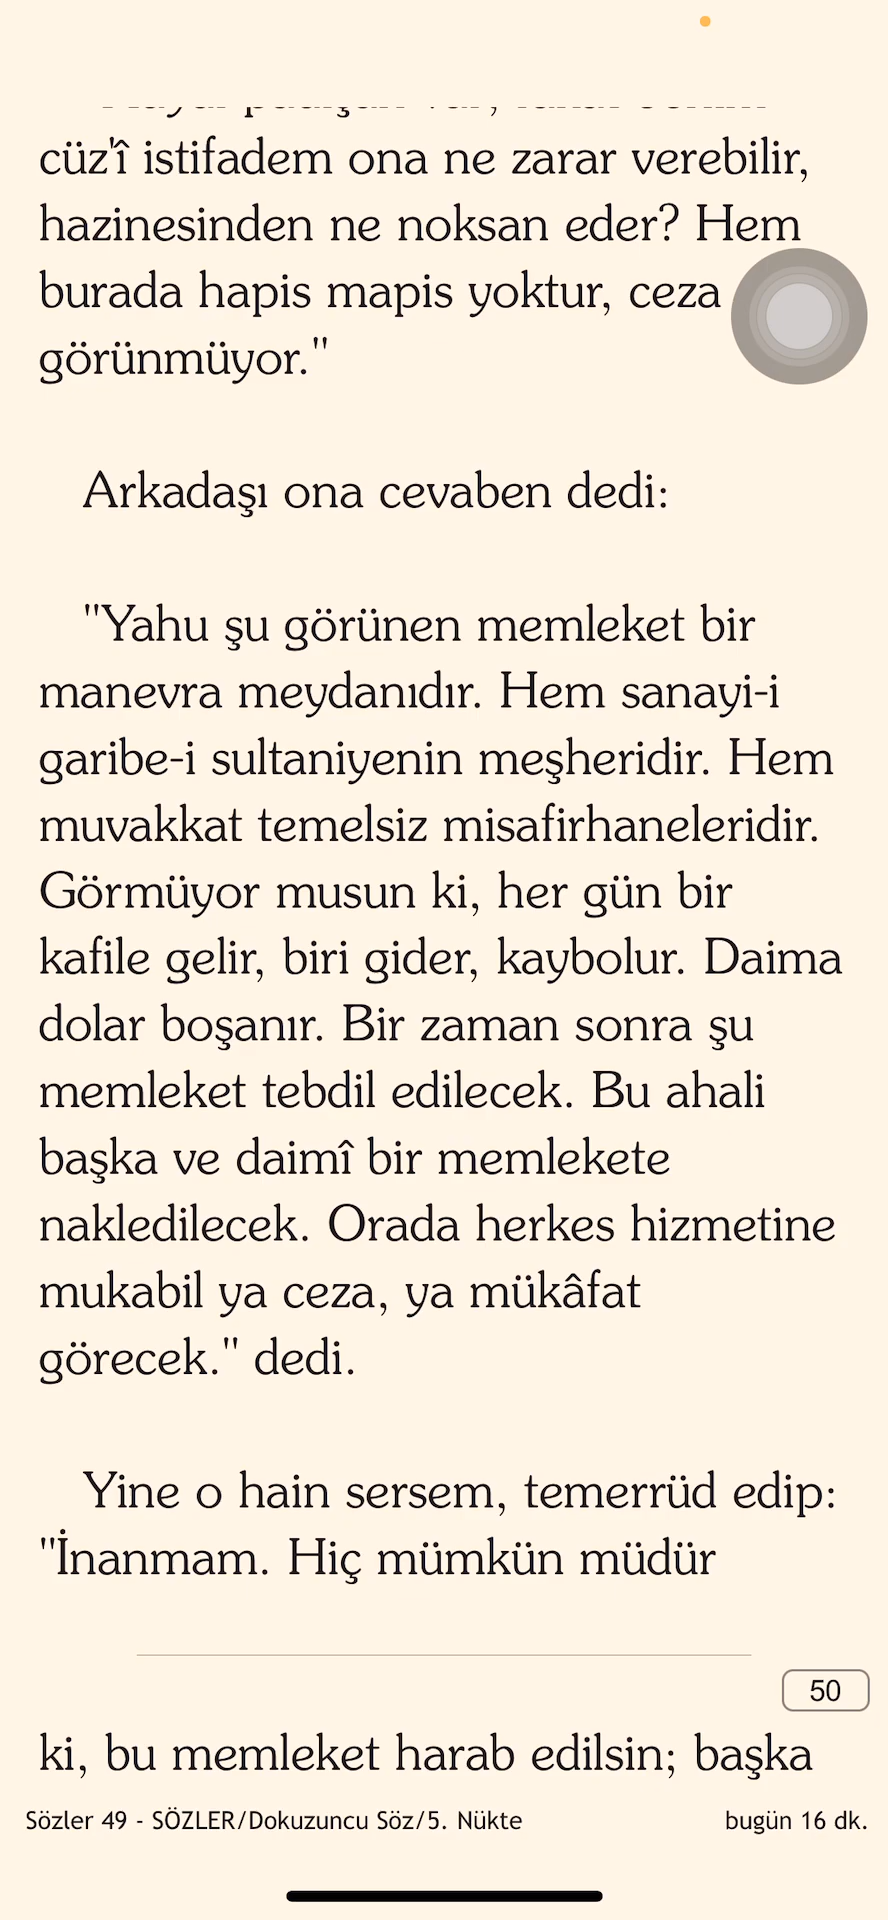 cüz'î istifadem ona ne zarar verebilir,
hazinesinden ne noksan eder? Hem
burada hapis mapis yoktur, ceza
görünmüyor."
Arkadaşı ona cevaben dedi:
"Yahu şu görünen memleket bir
manevra meydanıdır. Hem sanayi-i
garibe-i sultaniyenin meşheridir. Hem
muvakkat temelsiz misafirhaneleridir.
Görmüyor musun ki, her gün bir
kafile gelir, biri gider, kaybolur. Daima
dolar boşanır. Bir zaman sonra şu
memleket tebdil edilecek. Bu ahali
başka ve daimî bir memlekete
nakledilecek. Orada herkes hizmetine
mukabil ya ceza, ya mükâfat
görecek." dedi.
Yine o hain sersem, temerrüd edip:
"İnanmam. Hiç mümkün müdür
50
ki, bu memleket harab edilsin; başka
Sözler 49 - SÖZLER/Dokuzuncu Söz/5. Nükte bugün 16 dk.